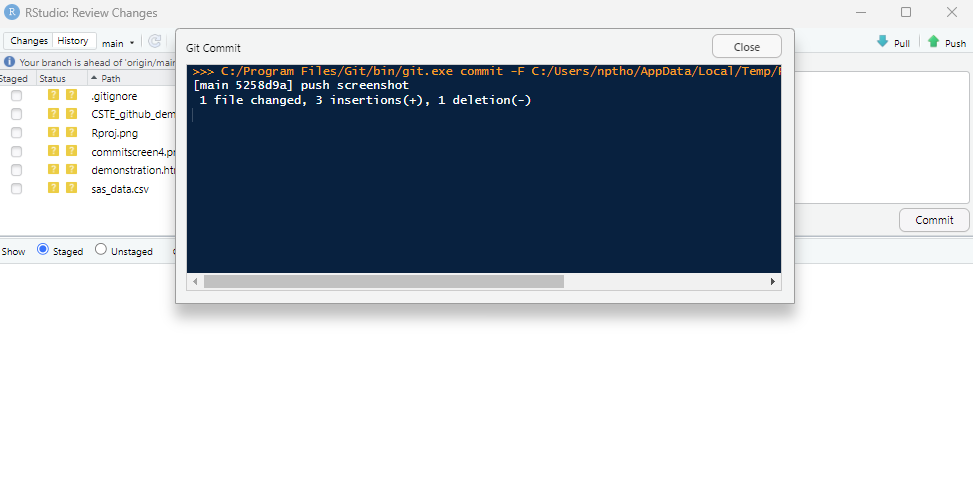 R RStudio: Review Changes
Changes History main Pull Push
Your branch is ahead of 'origin/main
Staged Status Path
.gitignore
CSTE_github_dem
Rproj.png
commitscreen4.pn
demonstration.htm
sas_data.csv
Git Commit Close
>>> C:/Program Files/Git/bin/git.exe commit -F C:/Users/nptho/AppData/Local/Temp/
[main 5258d9a] push screenshot
1 file changed, 3 insertions(+), 1 deletion(-)
Commit
Show Staged Unstaged